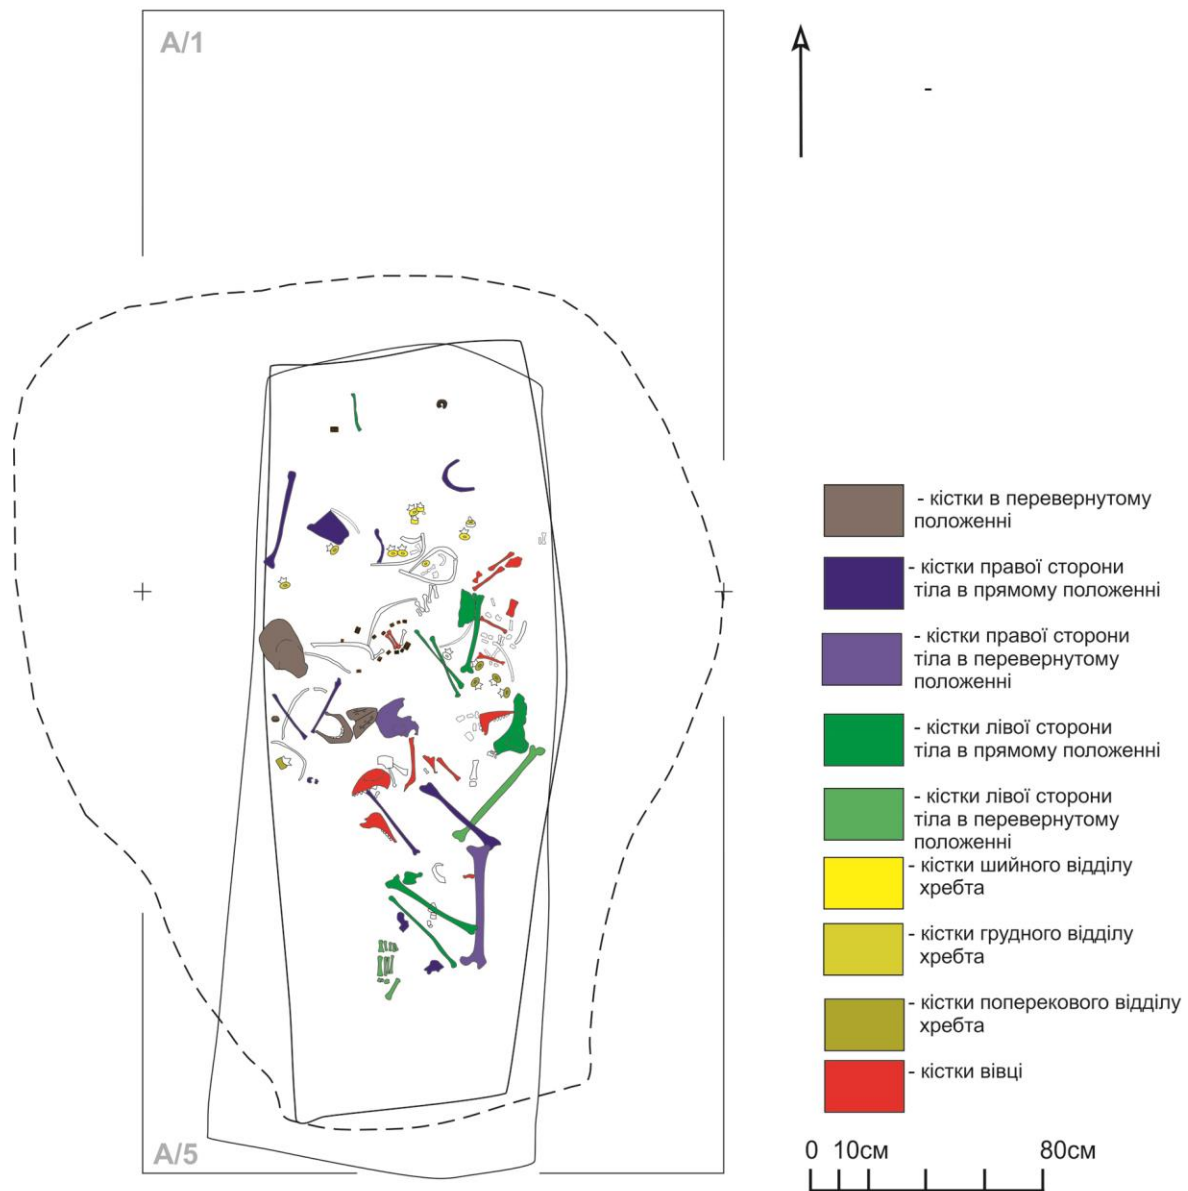 А/1
-
- кістки в перевернутому
положенні
- кістки правої сторони
тіла в прямому положенні
- кістки правої сторони
тіла в перевернутому
положенні
- кістки лівої сторони
тіла в прямому положенні
- кістки лівої сторони
тіла в перевернутому
положенні
- кістки шийного відділу
хребта
- кістки грудного відділу
хребта
- кістки поперекового відділу
хребта
- кістки вівці
А/5
0 10см 80см